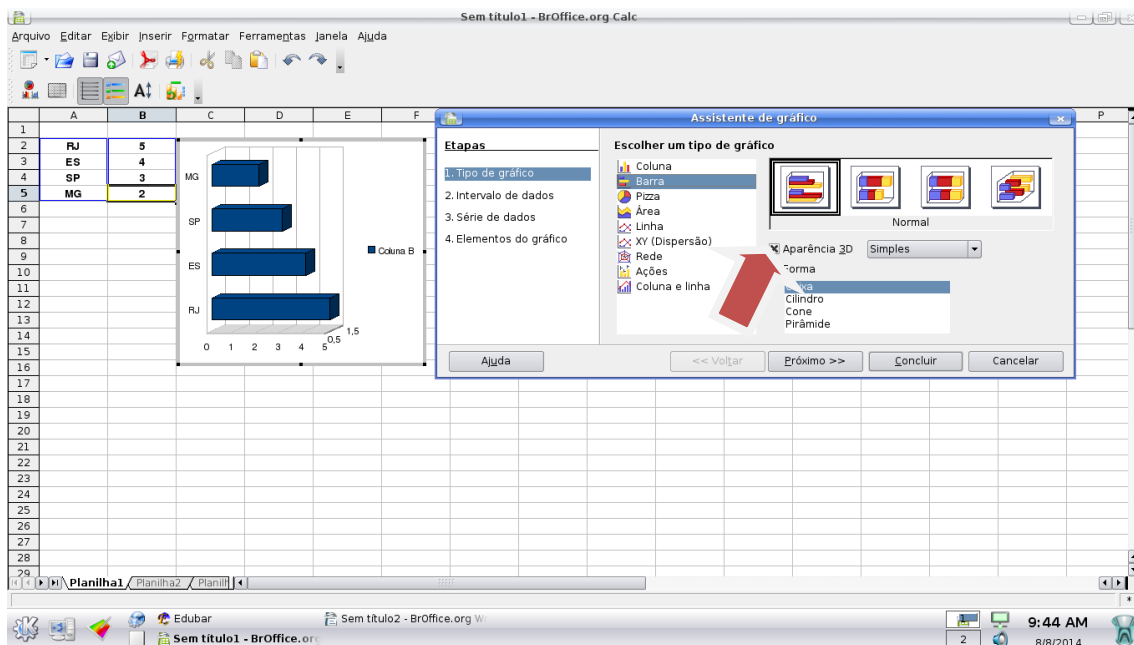 Sem título1 - BrOffice.org Calc
Arquivo Editar Exibir Inserir Formatar Ferramentas Janela Ajuda
A B C D E F P
1
2 RJ 5
3 ES 4
4 SP 3
5 MG 2
6
7
8
9
10
11
12
13
14
15
16
17
18
19
20
21
22
23
24
25
26
27
28
29
MG
SP
ES
RJ
0 1 2 3 4 5
0,5 1,5
Coluna B
Assistente de gráfico
Etapas
1. Tipo de gráfico
2. Intervalo de dados
3. Série de dados
4. Elementos do gráfico
Escolher um tipo de gráfico
Coluna
Barra
Pizza
Área
Linha
XY (Dispersão)
Rede
Ações
Coluna e linha
Normal
Aparência 3D Simples
Cilindro
Cone
Pirâmide
Ajuda << Voltar Próximo >> Concluir Cancelar
Planilha1 Planilha2 Planilh
Edubar Sem título2 - BrOffice.org W
Sem título1 - BrOffice.org
1
2
9:44 AM
8/8/2014